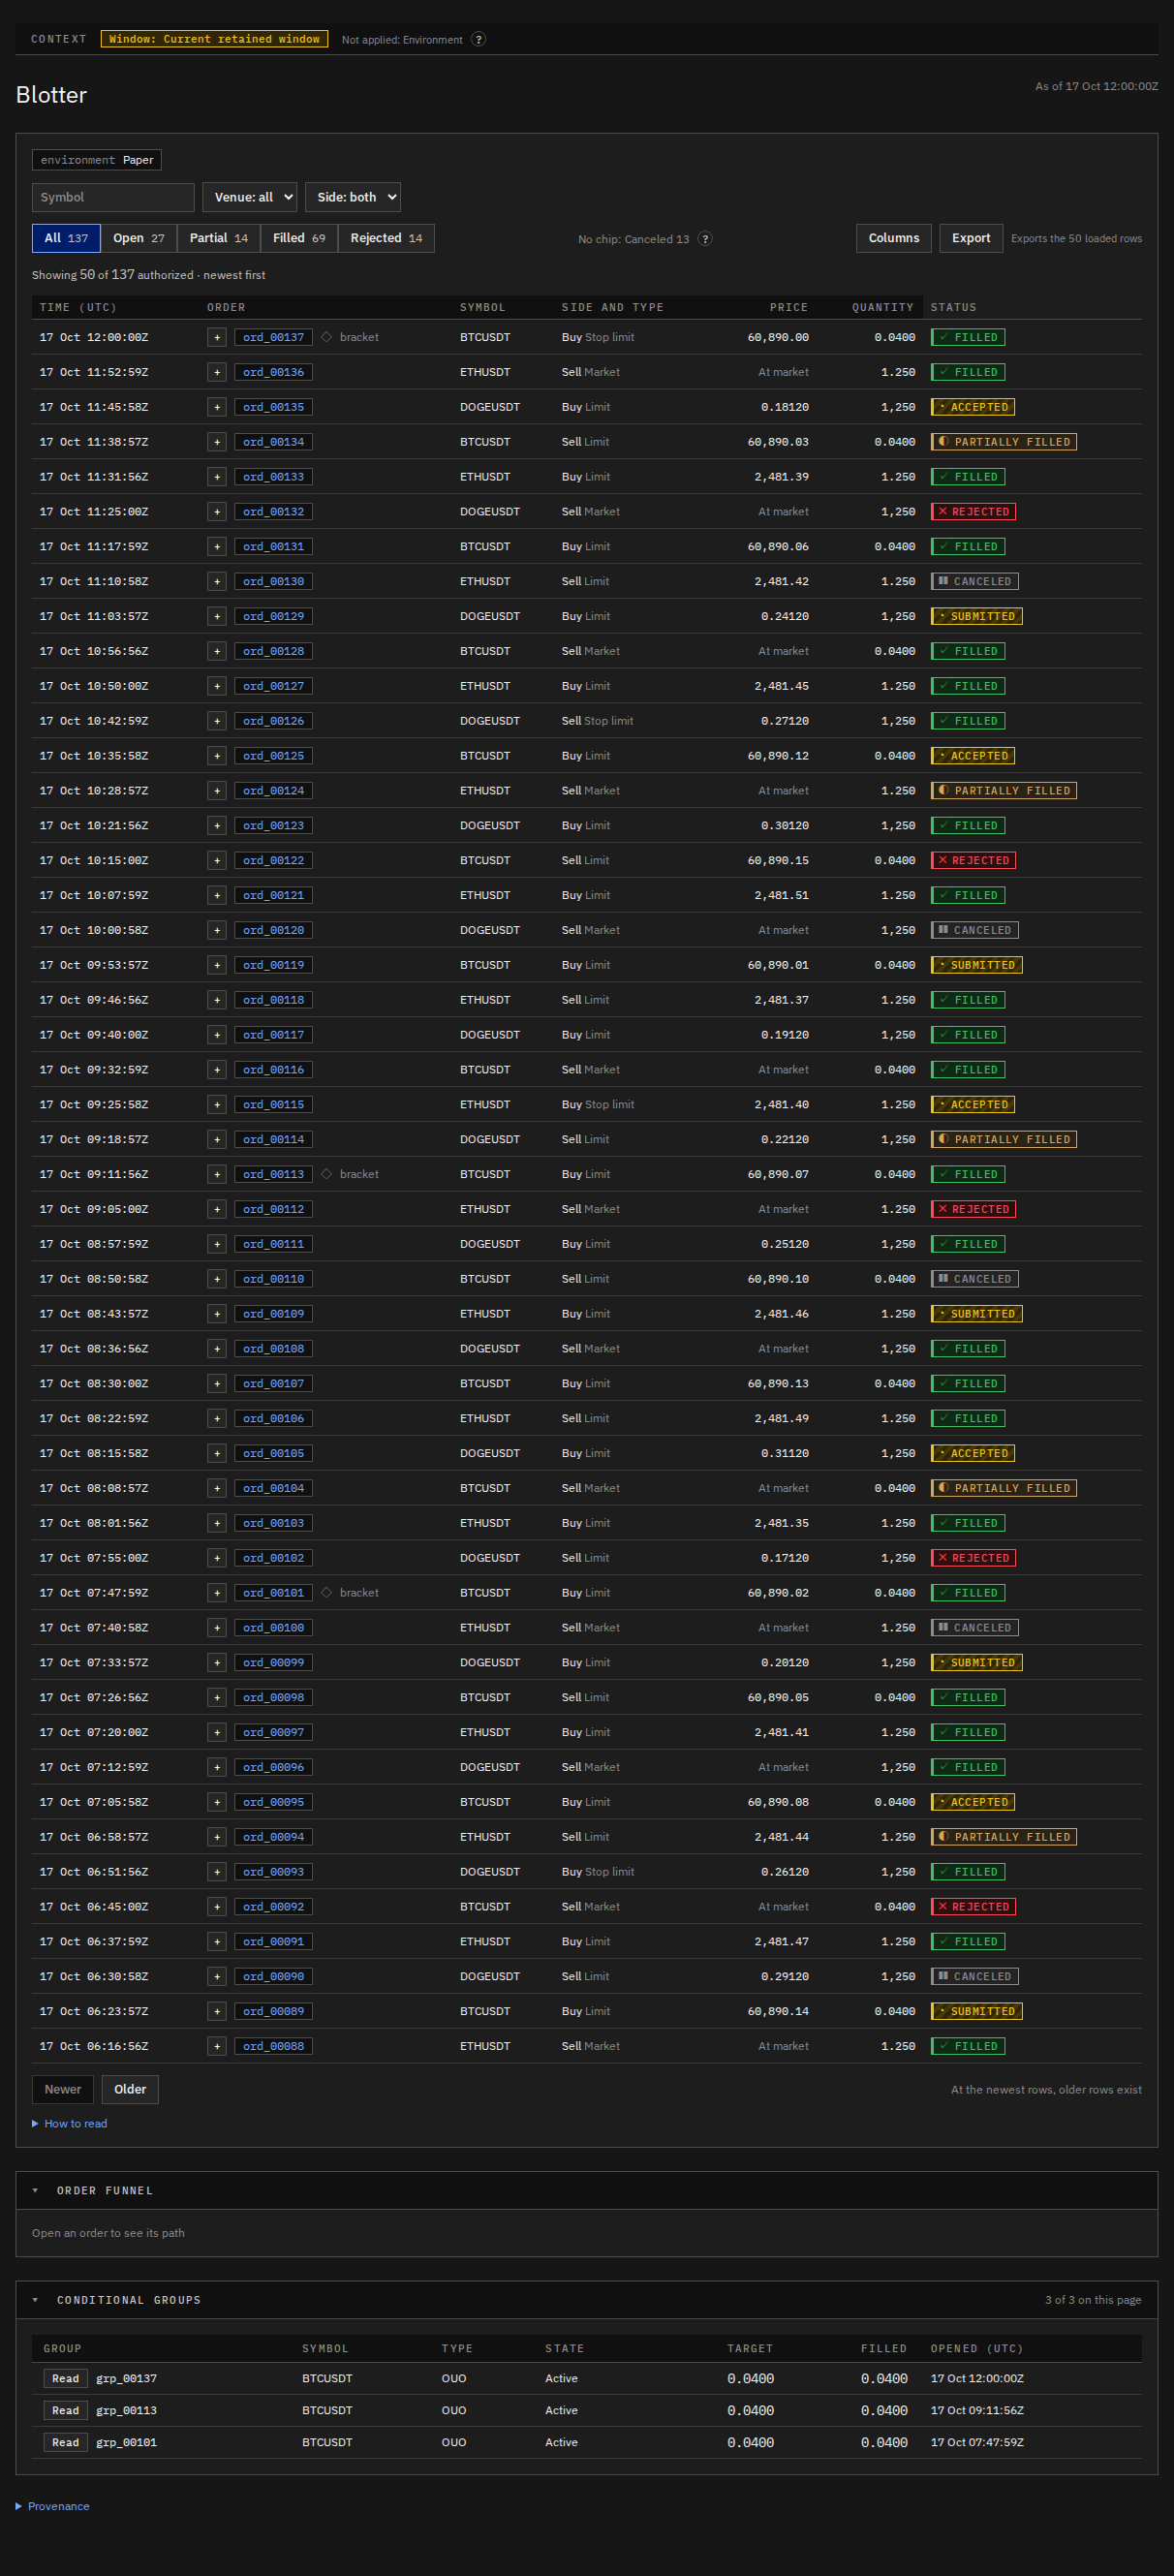 CONTEXT Window: Current retained window Not applied: Environment ?
Blotter As of 17 Oct 12:00:00Z
environment Paper
Symbol Venue: all Side: both
All 137 Open 27 Partial 14 Filled 69 Rejected 14 No chip: Canceled 13 ? Columns Export Exports the 50 loaded rows
Showing 50 of 137 authorized · newest first
TIME (UTC) ORDER SYMBOL SIDE AND TYPE PRICE QUANTITY STATUS
17 Oct 12:00:00Z + ord_00137 ◇ bracket BTCUSDT Buy Stop limit 60,890.00 0.0400 ✓ FILLED
17 Oct 11:52:59Z + ord_00136 ETHUSDT Sell Market At market 1.250 ✓ FILLED
17 Oct 11:45:58Z + ord_00135 DOGEUSDT Buy Limit 0.18120 1,250 ACCEPTED
17 Oct 11:38:57Z + ord_00134 BTCUSDT Sell Limit 60,890.03 0.0400 PARTIALLY FILLED
17 Oct 11:31:56Z + ord_00133 ETHUSDT Buy Limit 2,481.39 1.250 ✓ FILLED
17 Oct 11:25:00Z + ord_00132 DOGEUSDT Sell Market At market 1,250 ✕ REJECTED
17 Oct 11:17:59Z + ord_00131 BTCUSDT Buy Limit 60,890.06 0.0400 ✓ FILLED
17 Oct 11:10:58Z + ord_00130 ETHUSDT Sell Limit 2,481.42 1.250 CANCELED
17 Oct 11:03:57Z + ord_00129 DOGEUSDT Buy Limit 0.24120 1,250 SUBMITTED
17 Oct 10:56:56Z + ord_00128 BTCUSDT Sell Market At market 0.0400 ✓ FILLED
17 Oct 10:50:00Z + ord_00127 ETHUSDT Buy Limit 2,481.45 1.250 ✓ FILLED
17 Oct 10:42:59Z + ord_00126 DOGEUSDT Sell Stop limit 0.27120 1,250 ✓ FILLED
17 Oct 10:35:58Z + ord_00125 BTCUSDT Buy Limit 60,890.12 0.0400 ACCEPTED
17 Oct 10:28:57Z + ord_00124 ETHUSDT Sell Market At market 1.250 PARTIALLY FILLED
17 Oct 10:21:56Z + ord_00123 DOGEUSDT Buy Limit 0.30120 1,250 ✓ FILLED
17 Oct 10:15:00Z + ord_00122 BTCUSDT Sell Limit 60,890.15 0.0400 ✕ REJECTED
17 Oct 10:07:59Z + ord_00121 ETHUSDT Buy Limit 2,481.51 1.250 ✓ FILLED
17 Oct 10:00:58Z + ord_00120 DOGEUSDT Sell Market At market 1,250 CANCELED
17 Oct 09:53:57Z + ord_00119 BTCUSDT Buy Limit 60,890.01 0.0400 SUBMITTED
17 Oct 09:46:56Z + ord_00118 ETHUSDT Sell Limit 2,481.37 1.250 ✓ FILLED
17 Oct 09:40:00Z + ord_00117 DOGEUSDT Buy Limit 0.19120 1,250 ✓ FILLED
17 Oct 09:32:59Z + ord_00116 BTCUSDT Sell Market At market 0.0400 ✓ FILLED
17 Oct 09:25:58Z + ord_00115 ETHUSDT Buy Stop limit 2,481.40 1.250 ACCEPTED
17 Oct 09:18:57Z + ord_00114 DOGEUSDT Sell Limit 0.22120 1,250 PARTIALLY FILLED
17 Oct 09:11:56Z + ord_00113 ◇ bracket BTCUSDT Buy Limit 60,890.07 0.0400 ✓ FILLED
17 Oct 09:05:00Z + ord_00112 ETHUSDT Sell Market At market 1.250 ✕ REJECTED
17 Oct 08:57:59Z + ord_00111 DOGEUSDT Buy Limit 0.25120 1,250 ✓ FILLED
17 Oct 08:50:58Z + ord_00110 BTCUSDT Sell Limit 60,890.10 0.0400 CANCELED
17 Oct 08:43:57Z + ord_00109 ETHUSDT Buy Limit 2,481.46 1.250 SUBMITTED
17 Oct 08:36:56Z + ord_00108 DOGEUSDT Sell Market At market 1,250 ✓ FILLED
17 Oct 08:30:00Z + ord_00107 BTCUSDT Buy Limit 60,890.13 0.0400 ✓ FILLED
17 Oct 08:22:59Z + ord_00106 ETHUSDT Sell Limit 2,481.49 1.250 ✓ FILLED
17 Oct 08:15:58Z + ord_00105 DOGEUSDT Buy Limit 0.31120 1,250 ACCEPTED
17 Oct 08:08:57Z + ord_00104 BTCUSDT Sell Market At market 0.0400 PARTIALLY FILLED
17 Oct 08:01:56Z + ord_00103 ETHUSDT Buy Limit 2,481.35 1.250 ✓ FILLED
17 Oct 07:55:00Z + ord_00102 DOGEUSDT Sell Limit 0.17120 1,250 ✕ REJECTED
17 Oct 07:47:59Z + ord_00101 ◇ bracket BTCUSDT Buy Limit 60,890.02 0.0400 ✓ FILLED
17 Oct 07:40:58Z + ord_00100 ETHUSDT Sell Market At market 1.250 CANCELED
17 Oct 07:33:57Z + ord_00099 DOGEUSDT Buy Limit 0.20120 1,250 SUBMITTED
17 Oct 07:26:56Z + ord_00098 BTCUSDT Sell Limit 60,890.05 0.0400 ✓ FILLED
17 Oct 07:20:00Z + ord_00097 ETHUSDT Buy Limit 2,481.41 1.250 ✓ FILLED
17 Oct 07:12:59Z + ord_00096 DOGEUSDT Sell Market At market 1,250 ✓ FILLED
17 Oct 07:05:58Z + ord_00095 BTCUSDT Buy Limit 60,890.08 0.0400 ACCEPTED
17 Oct 06:58:57Z + ord_00094 ETHUSDT Sell Limit 2,481.44 1.250 PARTIALLY FILLED
17 Oct 06:51:56Z + ord_00093 DOGEUSDT Buy Stop limit 0.26120 1,250 ✓ FILLED
17 Oct 06:45:00Z + ord_00092 BTCUSDT Sell Market At market 0.0400 ✕ REJECTED
17 Oct 06:37:59Z + ord_00091 ETHUSDT Buy Limit 2,481.47 1.250 ✓ FILLED
17 Oct 06:30:58Z + ord_00090 DOGEUSDT Sell Limit 0.29120 1,250 CANCELED
17 Oct 06:23:57Z + ord_00089 BTCUSDT Buy Limit 60,890.14 0.0400 SUBMITTED
17 Oct 06:16:56Z + ord_00088 ETHUSDT Sell Market At market 1.250 ✓ FILLED
Newer Older At the newest rows, older rows exist
How to read
ORDER FUNNEL
Open an order to see its path
CONDITIONAL GROUPS 3 of 3 on this page
GROUP SYMBOL TYPE STATE TARGET FILLED OPENED (UTC)
Read grp_00137 BTCUSDT OUO Active 0.0400 0.0400 17 Oct 12:00:00Z
Read grp_00113 BTCUSDT OUO Active 0.0400 0.0400 17 Oct 09:11:56Z
Read grp_00101 BTCUSDT OUO Active 0.0400 0.0400 17 Oct 07:47:59Z
Provenance